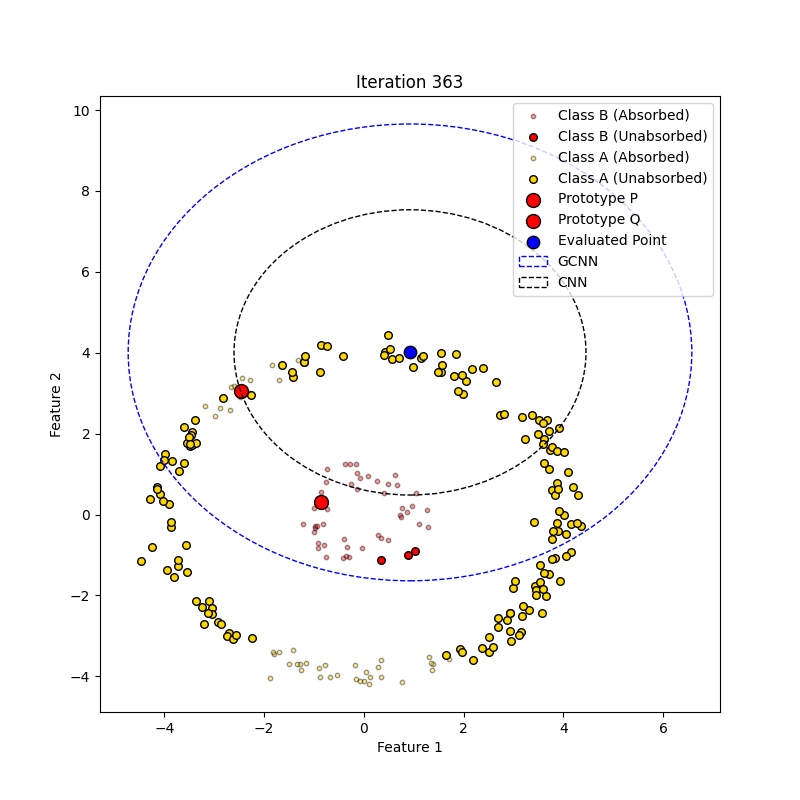 Iteration 363
Class B (Absorbed)
Class B (Unabsorbed)
Class A (Absorbed)
Class A (Unabsorbed)
Prototype P
Prototype Q
Evaluated Point
GCNN
CNN
10
8
6
4
2
0
−2
−4
Feature 2
−4 −2 0 2 4 6
Feature 1